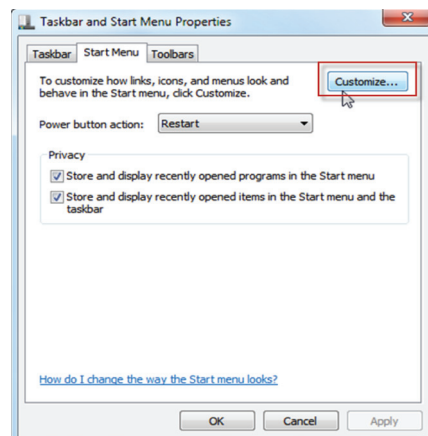 Taskbar and Start Menu Properties
Taskbar Start Menu Toolbars
To customize how links, icons, and menus look and
behave in the Start menu, click Customize.
Customize...
Power button action: Restart
Privacy
Store and display recently opened programs in the Start menu
Store and display recently opened items in the Start menu and the
taskbar
How do I change the way the Start menu looks?
OK Cancel Apply